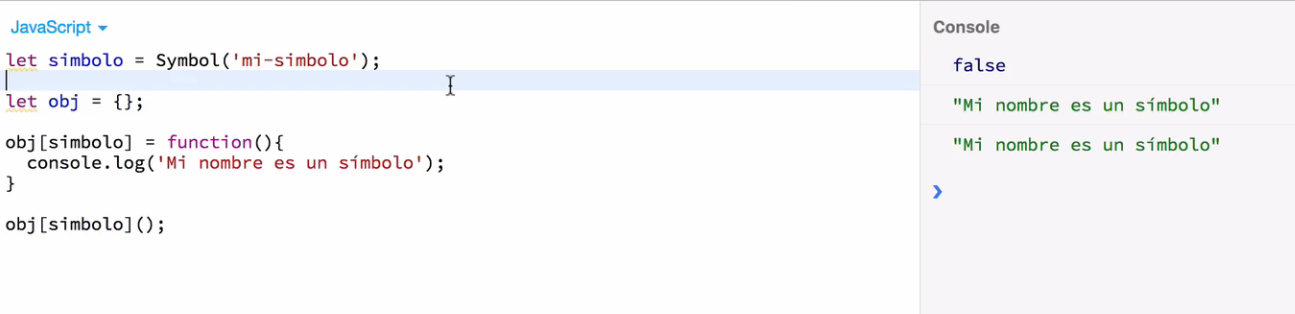 JavaScript
let simbolo = Symbol('mi-simbolo');
let obj = {};
obj[simbolo] = function(){
  console.log('Mi nombre es un símbolo');
}
obj[simbolo]();
Console
false
"Mi nombre es un símbolo"
"Mi nombre es un símbolo"